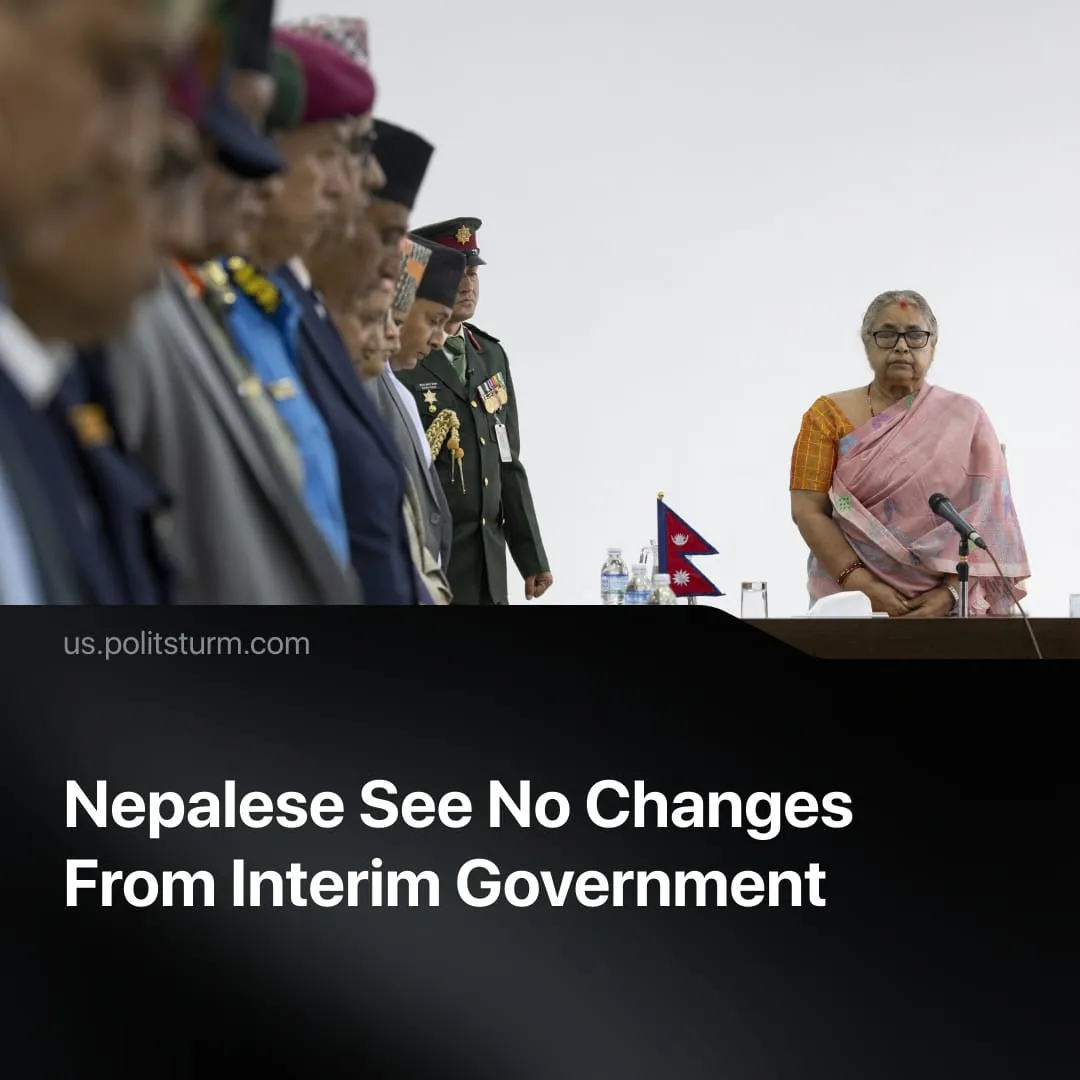 us.politsturm.com
Nepalese See No Changes
From Interim Government